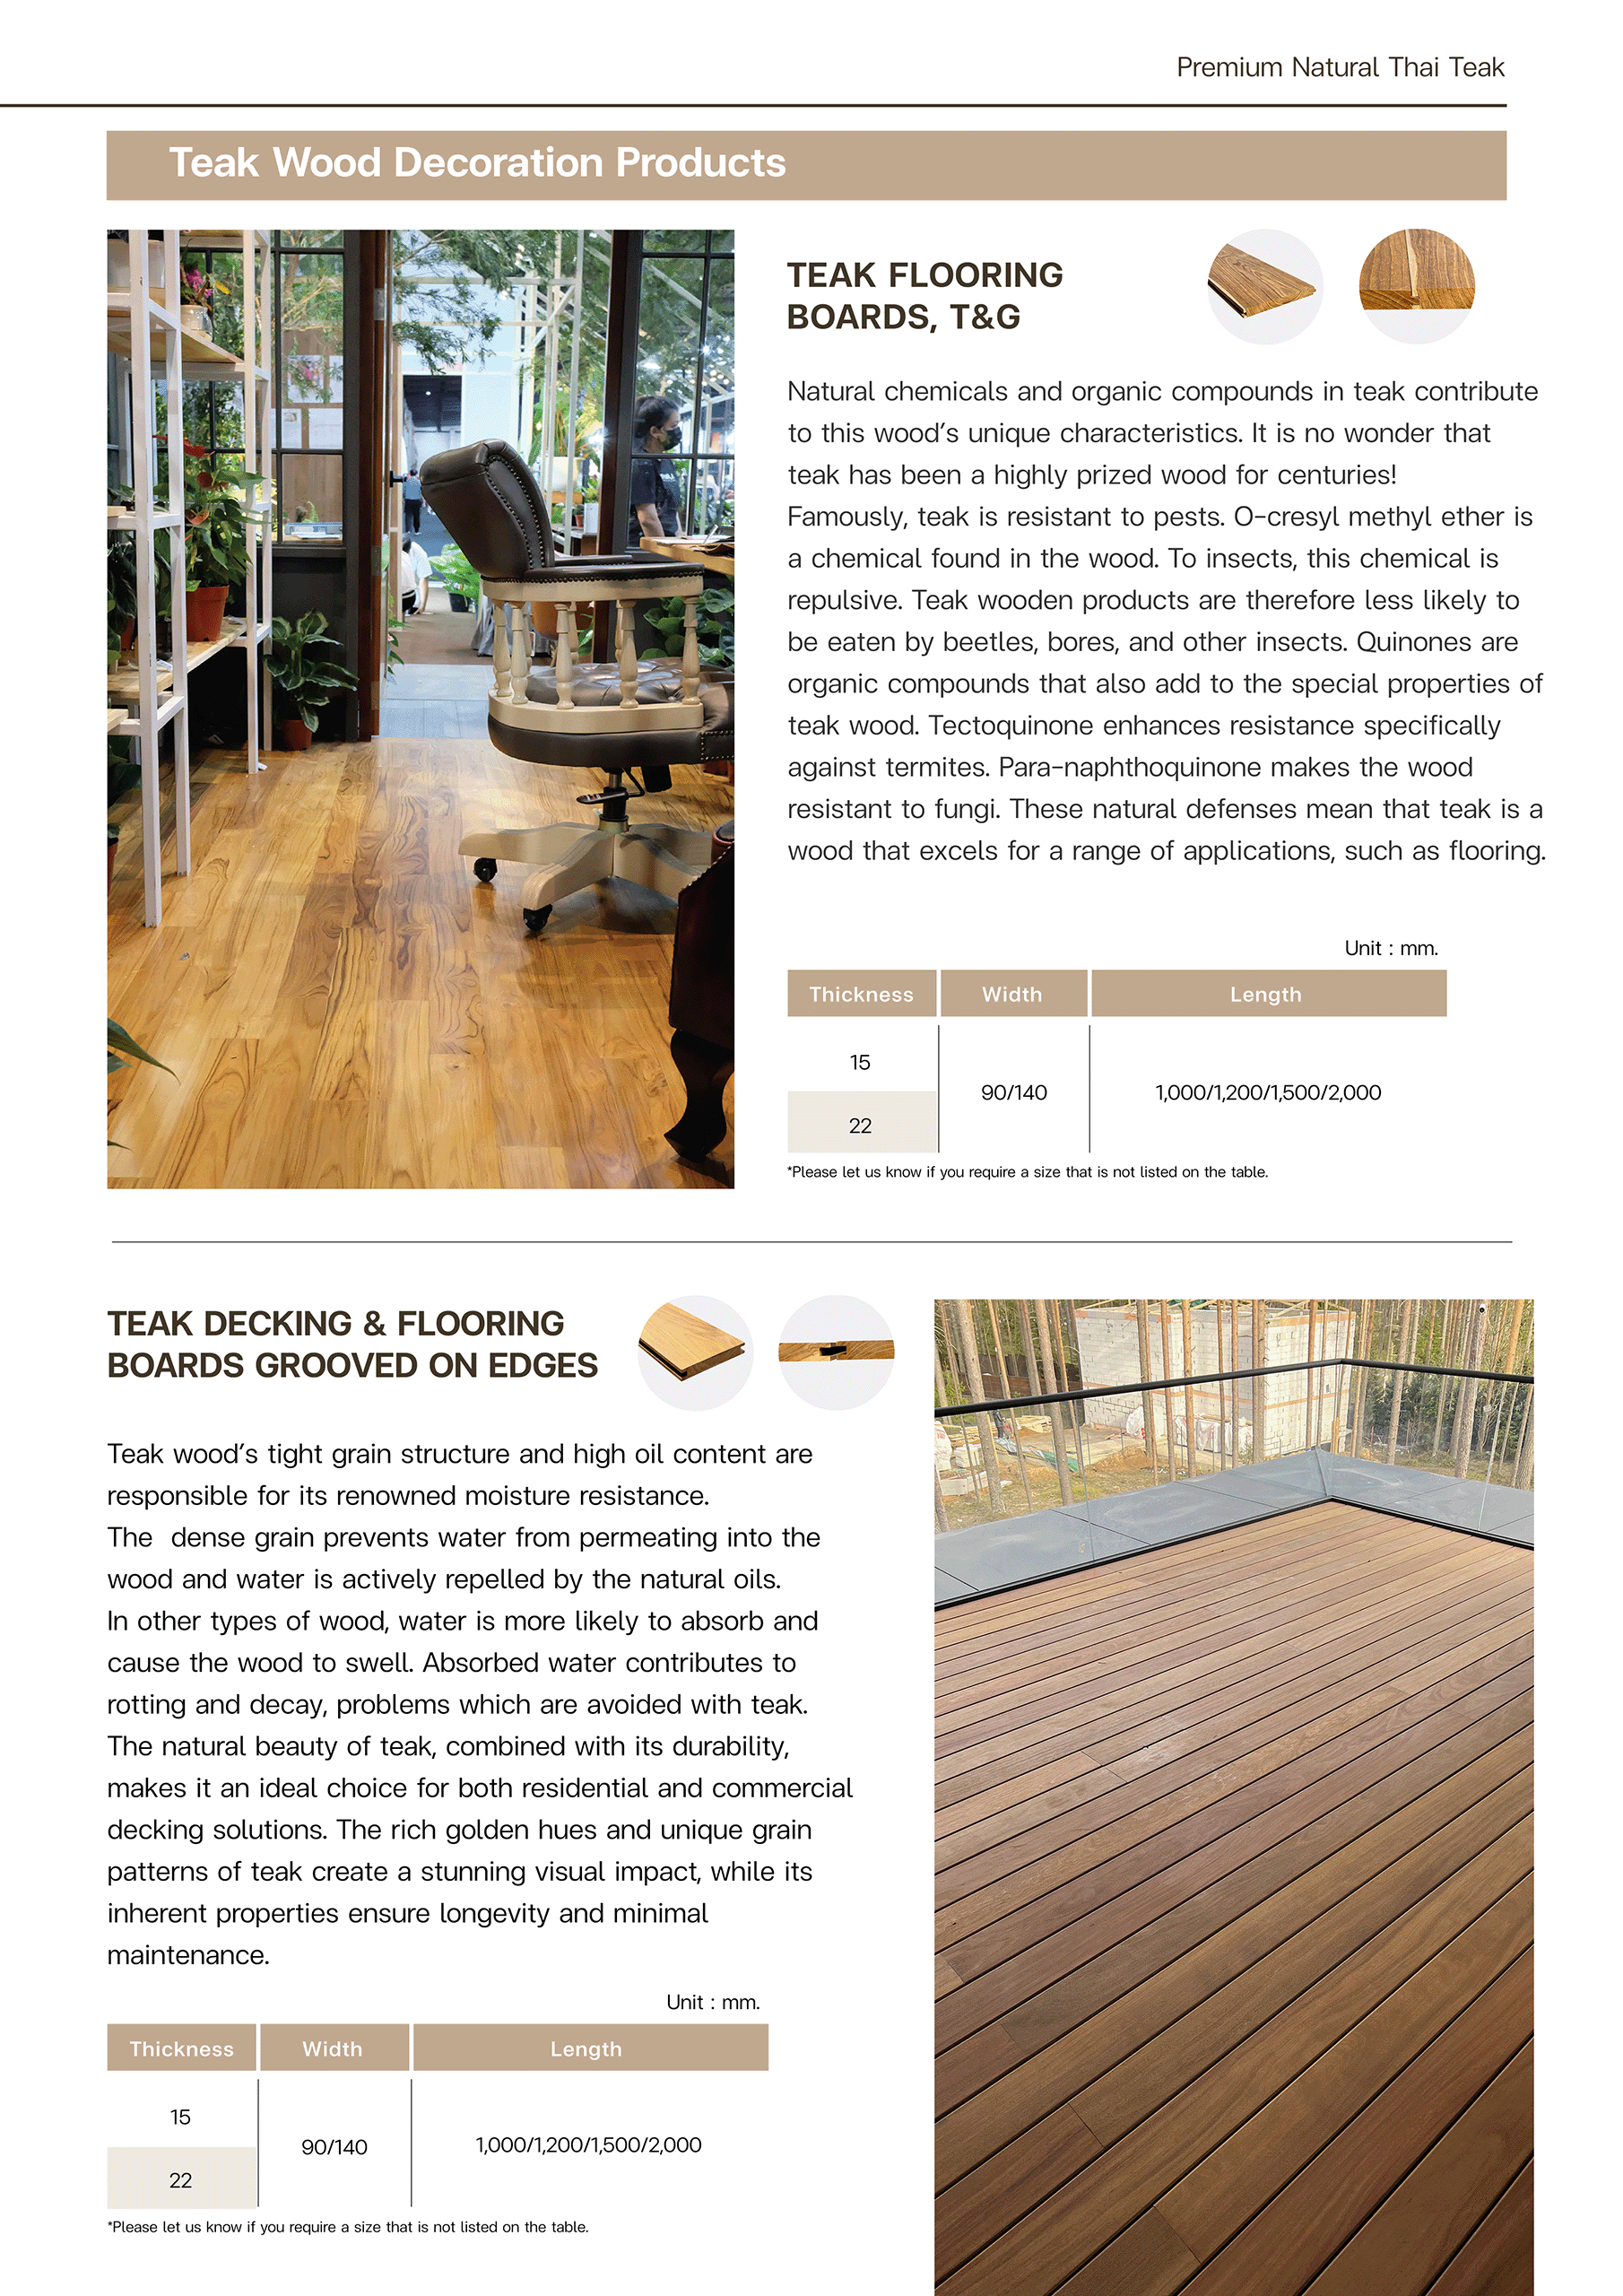 Premium Natural Thai Teak
Teak Wood Decoration Products
TEAK FLOORING
BOARDS, T&G
Natural chemicals and organic compounds in teak contribute
to this wood's unique characteristics. It is no wonder that
teak has been a highly prized wood for centuries!
Famously, teak is resistant to pests. O-cresyl methyl ether is
a chemical found in the wood. To insects, this chemical is
repulsive. Teak wooden products are therefore less likely to
be eaten by beetles, bores, and other insects. Quinones are
organic compounds that also add to the special properties of
teak wood. Tectoquinone enhances resistance specifically
against termites. Para-naphthoquinone makes the wood
resistant to fungi. These natural defenses mean that teak is a
wood that excels for a range of applications, such as flooring.
Unit : mm.
Thickness Width Length
15
90/140 1,000/1,200/1,500/2,000
22
*Please let us know if you require a size that is not listed on the table.
TEAK DECKING & FLOORING
BOARDS GROOVED ON EDGES
Teak wood's tight grain structure and high oil content are
responsible for its renowned moisture resistance.
The  dense grain prevents water from permeating into the
wood and water is actively repelled by the natural oils.
In other types of wood, water is more likely to absorb and
cause the wood to swell. Absorbed water contributes to
rotting and decay, problems which are avoided with teak.
The natural beauty of teak, combined with its durability,
makes it an ideal choice for both residential and commercial
decking solutions. The rich golden hues and unique grain
patterns of teak create a stunning visual impact, while its
inherent properties ensure longevity and minimal
maintenance.
Unit : mm.
Thickness Width Length
15
90/140 1,000/1,200/1,500/2,000
22
*Please let us know if you require a size that is not listed on the table.